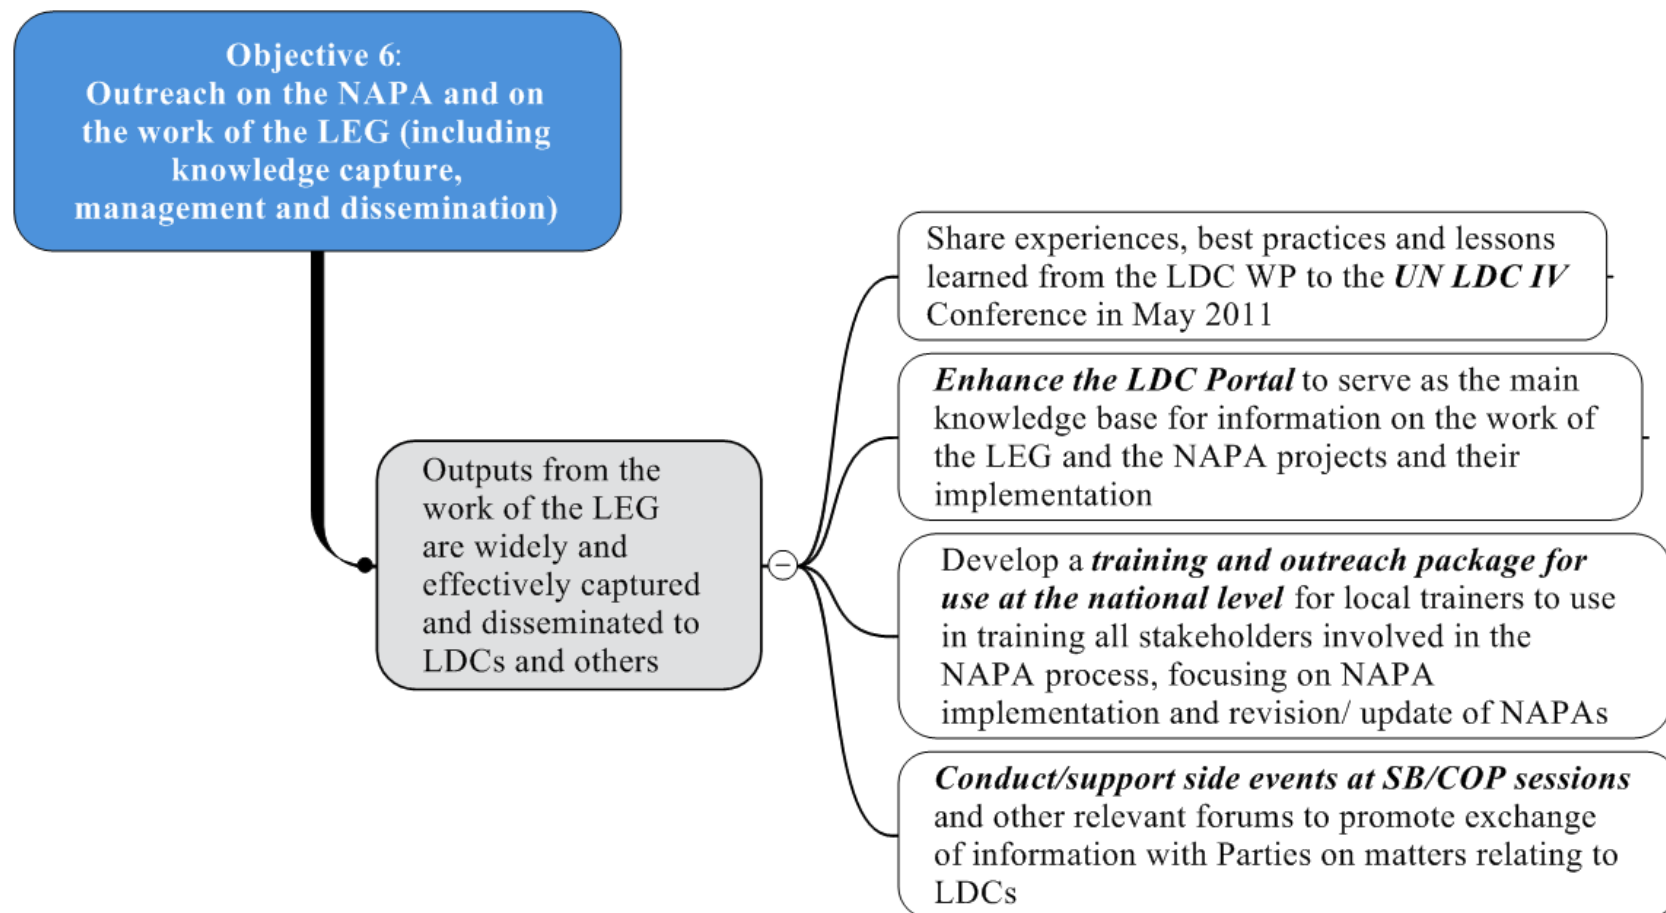 Objective 6:
Outreach on the NAPA and on
the work of the LEG (including
knowledge capture,
management and dissemination)
Outputs from the
work of the LEG
are widely and
effectively captured
and disseminated to
LDCs and others
Share experiences, best practices and lessons
learned from the LDC WP to the UN LDC IV
Conference in May 2011
Enhance the LDC Portal to serve as the main
knowledge base for information on the work of
the LEG and the NAPA projects and their
implementation
Develop a training and outreach package for
use at the national level for local trainers to use
in training all stakeholders involved in the
NAPA process, focusing on NAPA
implementation and revision/ update of NAPAs
Conduct/support side events at SB/COP sessions
and other relevant forums to promote exchange
of information with Parties on matters relating to
LDCs